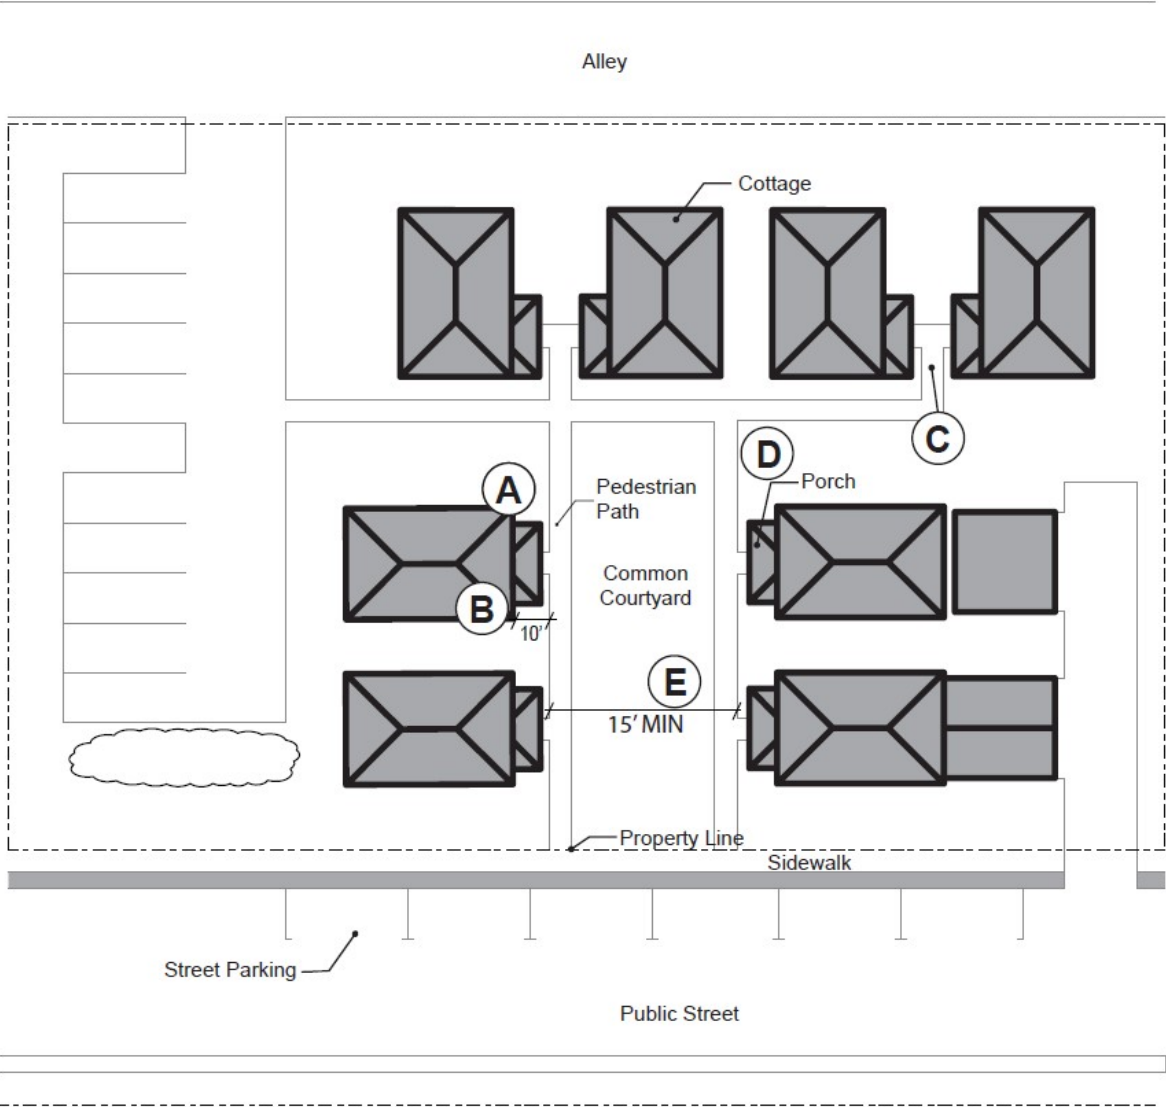 Alley
Cottage
C
D
A
Porch
Pedestrian
Path
Common
Courtyard
B
10'
E
15' MIN
Property Line
Sidewalk
Street Parking
Public Street